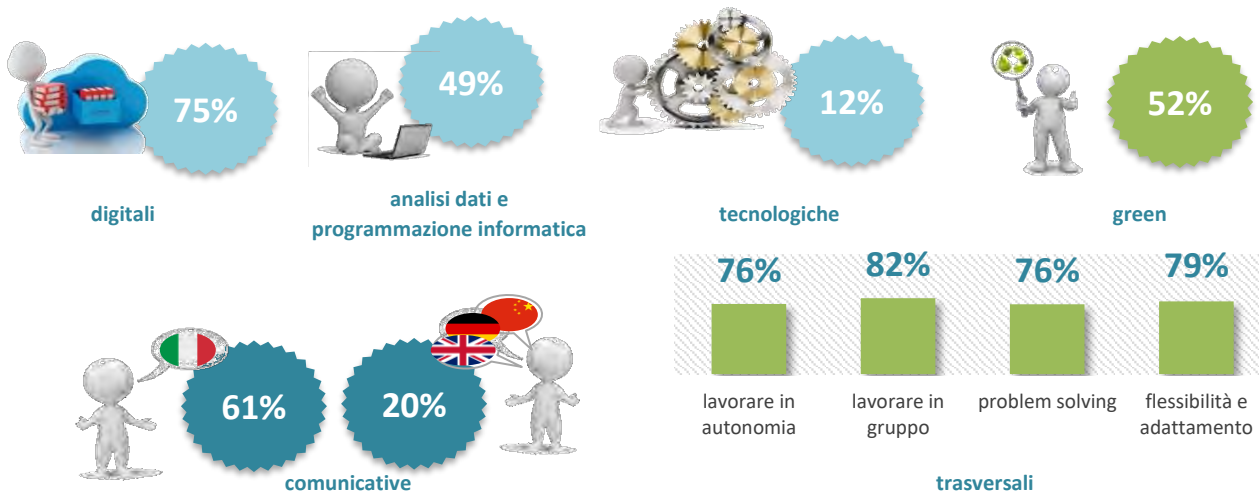 75%
49%
12%
52%
digitali
analisi dati e
programmazione informatica
tecnologiche
green
61%
20%
comunicative
76%
82%
76%
79%
lavorare in
autonomia
lavorare in
gruppo
problem solving
flessibilità e
adattamento
trasversali